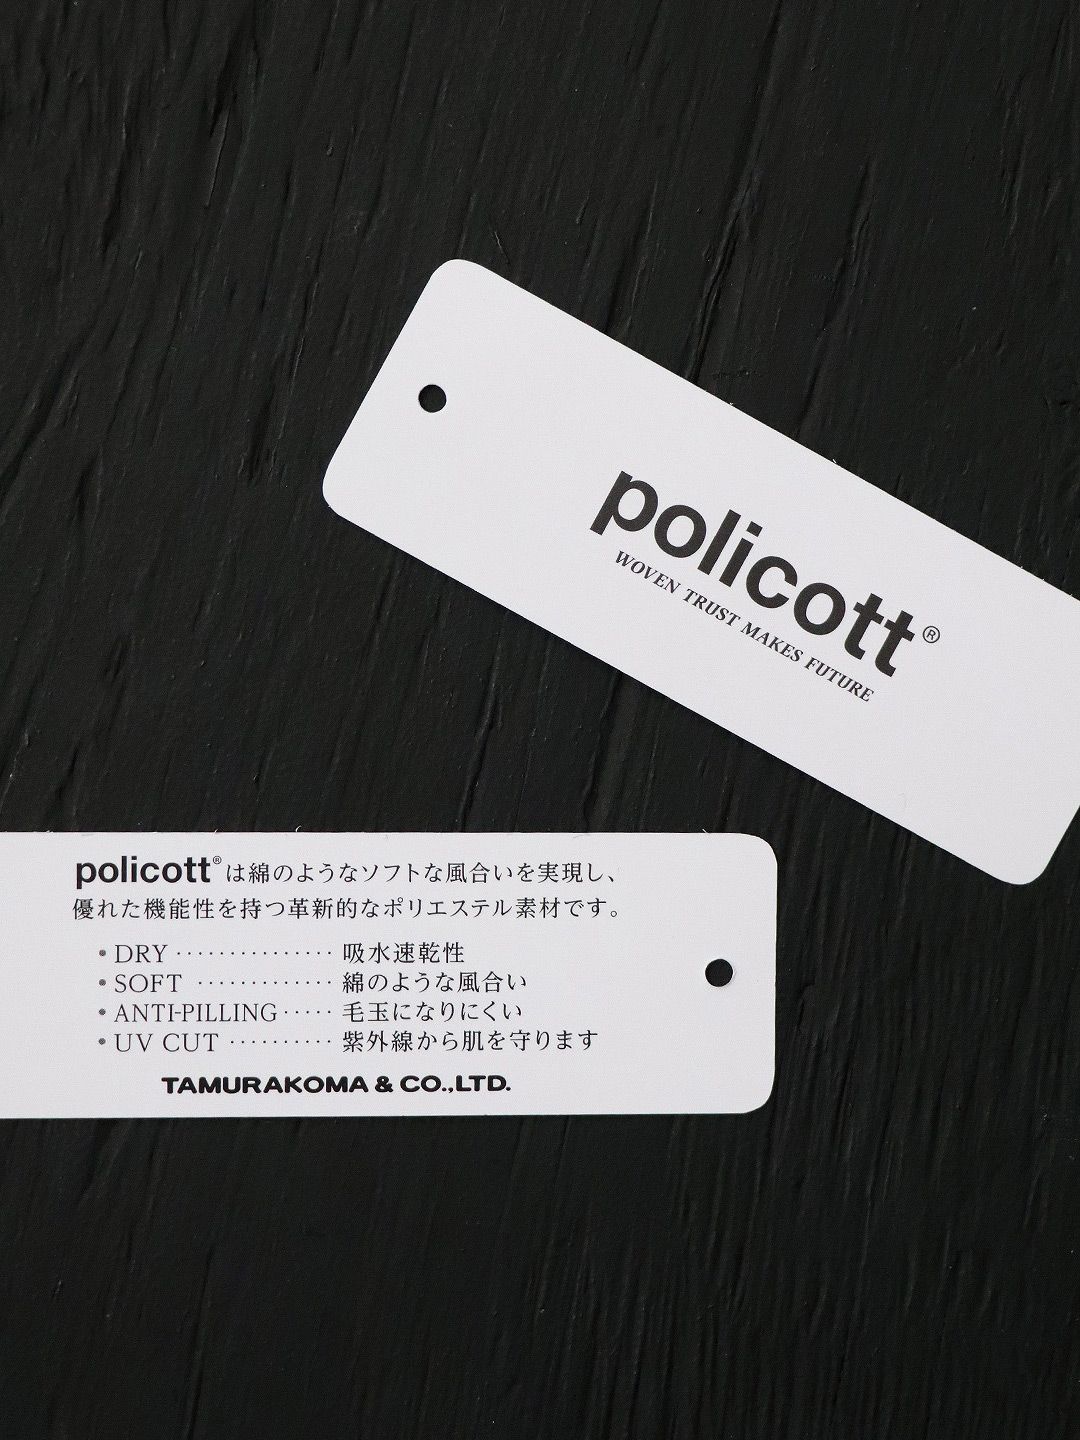 policott®
WOVEN TRUST MAKES FUTURE
policott®は綿のようなソフトな風合いを実現し、
優れた機能性を持つ革新的なポリエステル素材です。
• DRY ··············· 吸水速乾性
• SOFT ············· 綿のような風合い
• ANTI-PILLING ····· 毛玉になりにくい
• UV CUT ·········· 紫外線から肌を守ります
TAMURAKOMA & CO.,LTD.